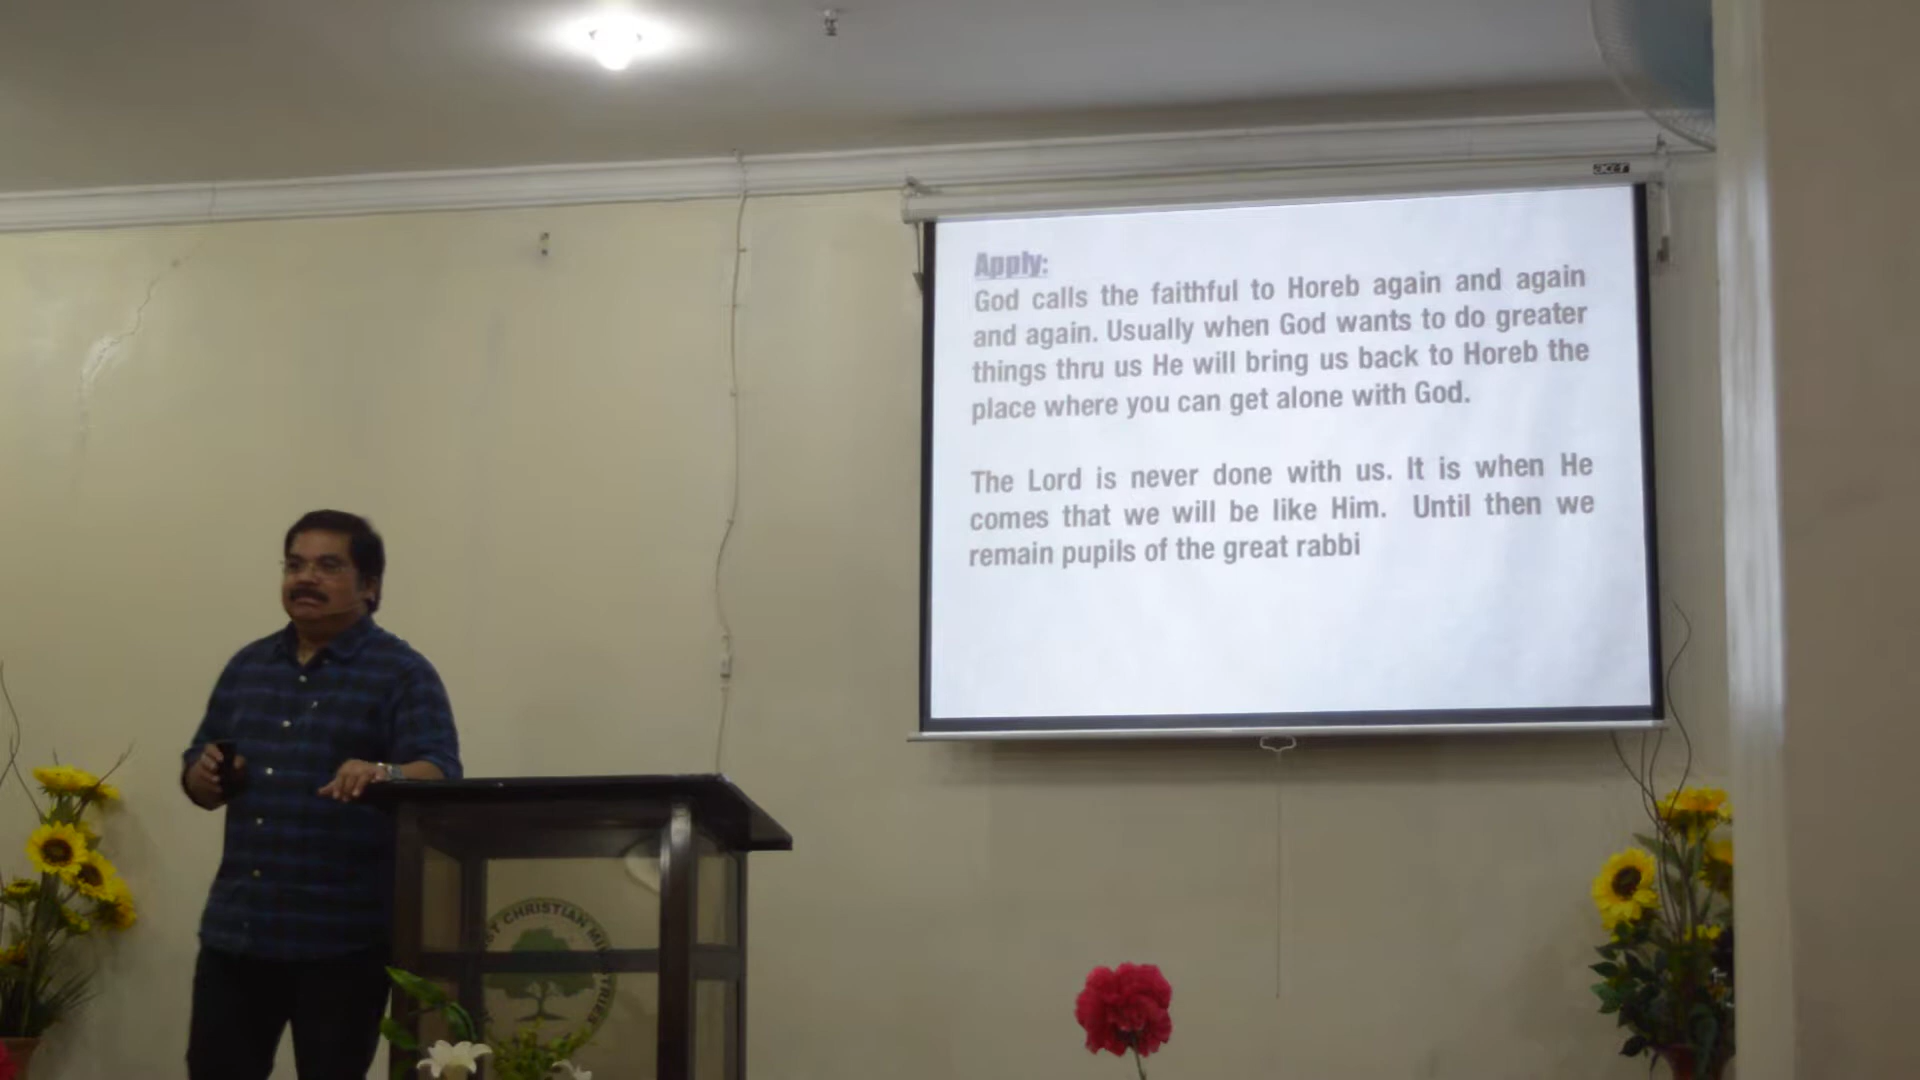 acer
Apply:
God calls the faithful to Horeb again and again
and again. Usually when God wants to do greater
things thru us He will bring us back to Horeb the
place where you can get alone with God.
The Lord is never done with us. It is when He
comes that we will be like Him. Until then we
remain pupils of the great rabbi
CHRISTIAN MINISTRIES